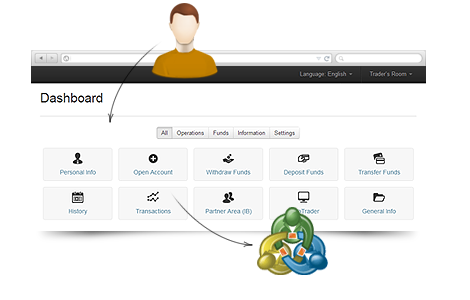 Language: English Trader's Room
Dashboard
All Operations Funds Information Settings
Personal Info Open Account Withdraw Funds Deposit Funds Transfer Funds
History Transactions Partner Area (IB) Trader General Info